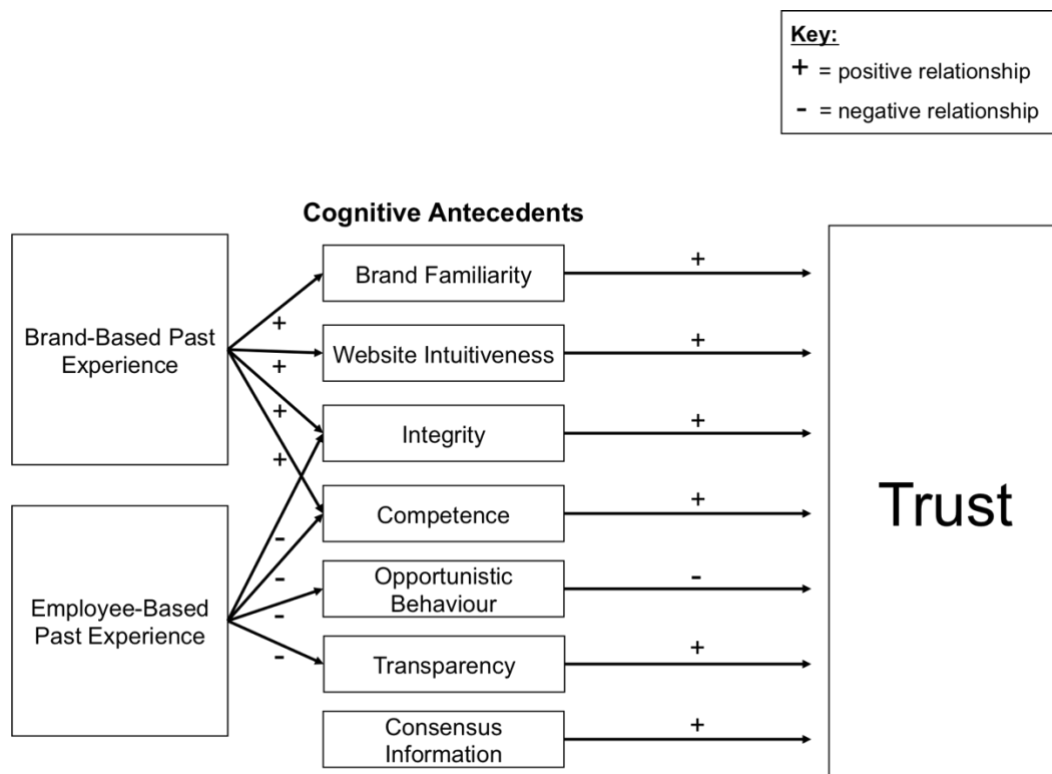 Key:
+ = positive relationship
- = negative relationship
Cognitive Antecedents
Brand-Based Past
Experience
Employee-Based
Past Experience
+
+
+
+
-
-
-
-
Brand Familiarity
Website Intuitiveness
Integrity
Competence
Opportunistic
Behaviour
Transparency
Consensus
Information
+
+
+
+
-
+
+
Trust